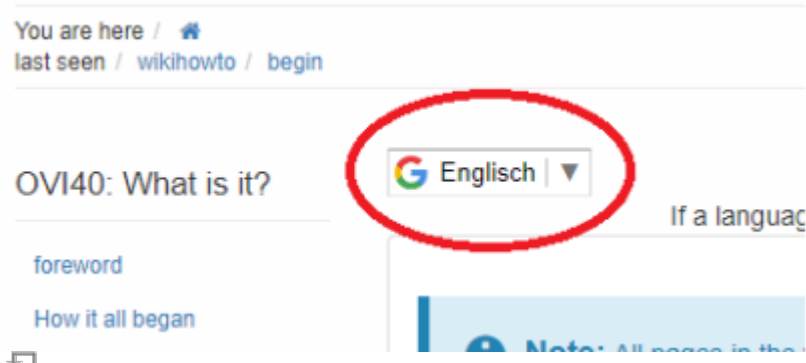 You are here /
last seen / wikihowto / begin
OVI40: What is it?
Englisch
If a languag
foreword
How it all began
Note: All pages in the